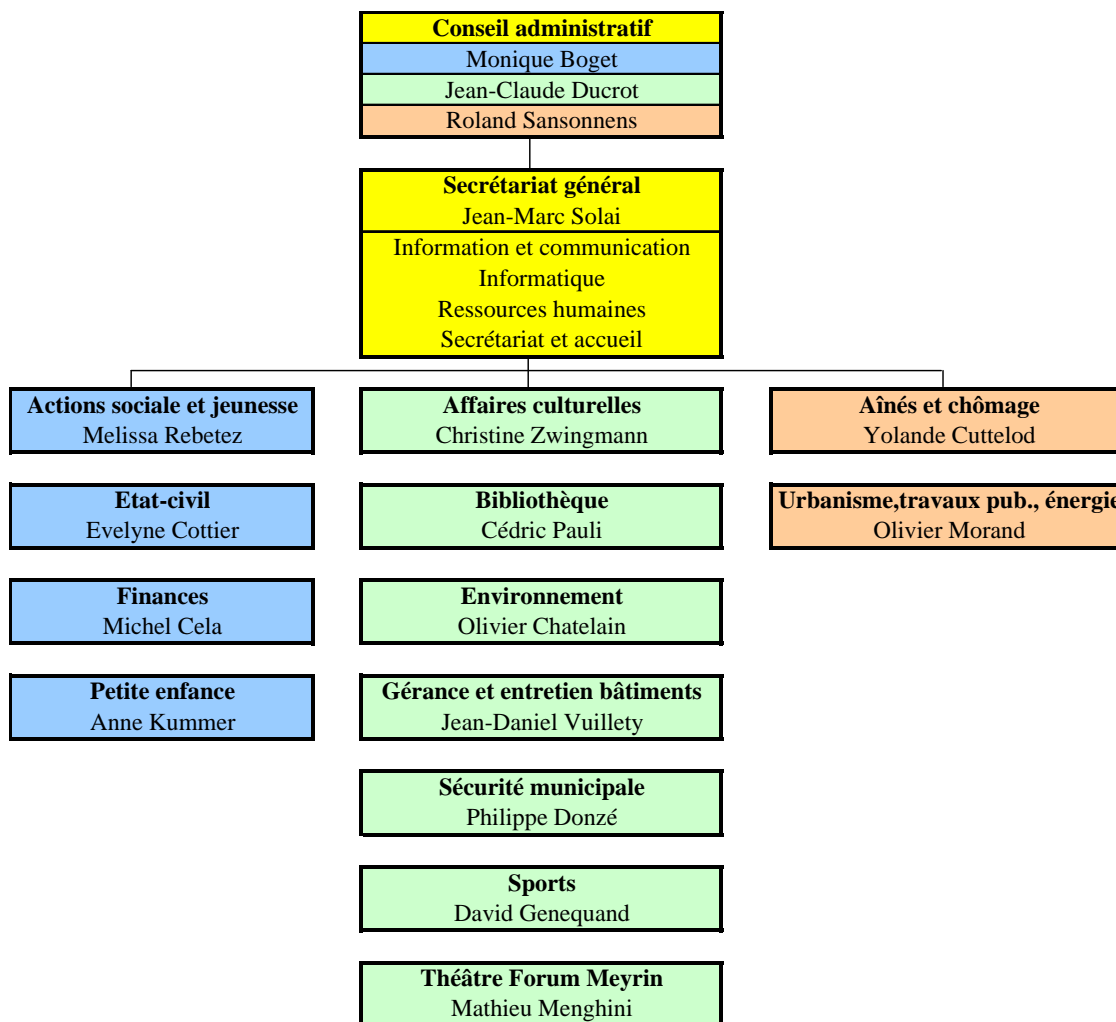 Conseil administratif
Monique Boget
Jean-Claude Ducrot
Roland Sansonnens
Secrétariat général
Jean-Marc Solai
Information et communication
Informatique
Ressources humaines
Secrétariat et accueil
Actions sociale et jeunesse
Melissa Rebetez
Affaires culturelles
Christine Zwingmann
Aînés et chômage
Yolande Cuttelod
Etat-civil
Evelyne Cottier
Bibliothèque
Cédric Pauli
Urbanisme,travaux pub., énergie
Olivier Morand
Finances
Michel Cela
Environnement
Olivier Chatelain
Petite enfance
Anne Kummer
Gérance et entretien bâtiments
Jean-Daniel Vuillety
Sécurité municipale
Philippe Donzé
Sports
David Genequand
Théâtre Forum Meyrin
Mathieu Menghini